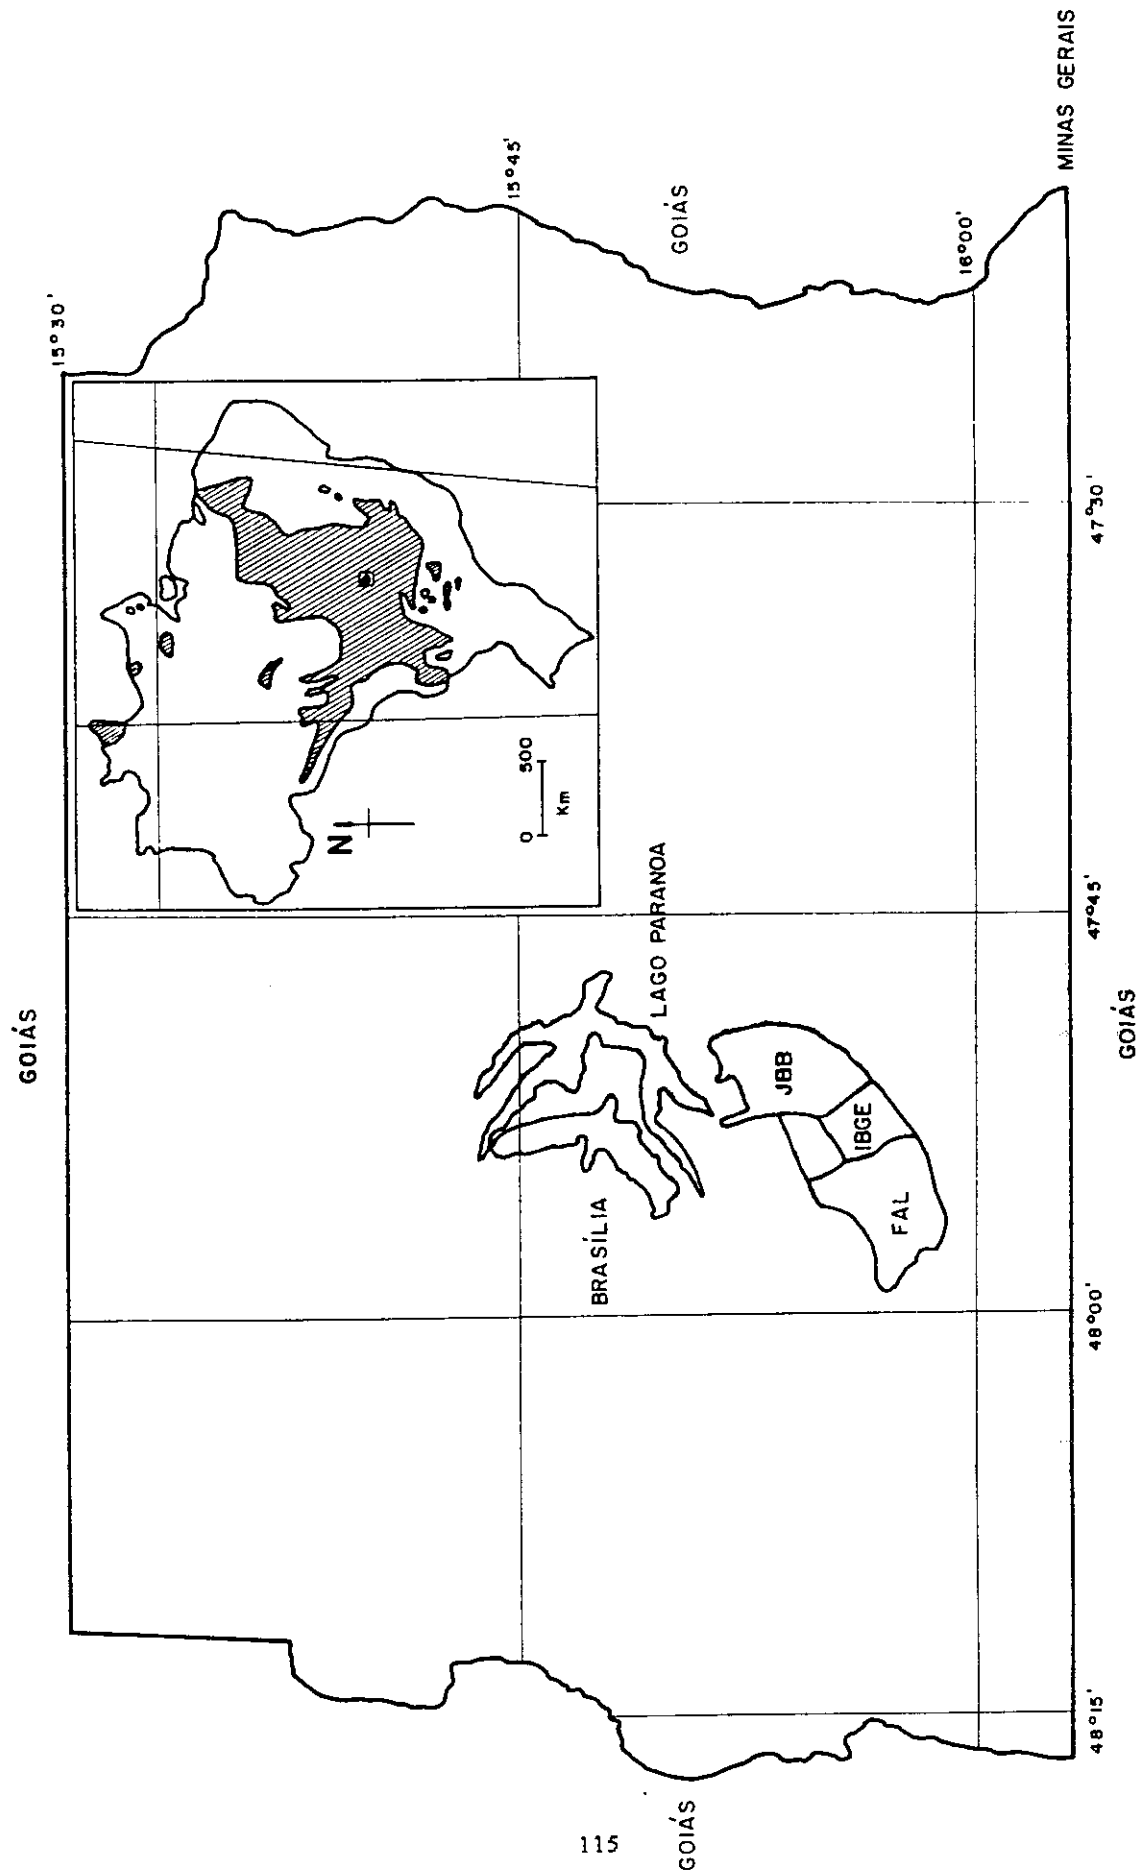 GOIÁS
15°30'
N
0 500
Km
15°45'
BRASÍLIA
LAGO PARANOA
GOIÁS
GOIÁS
JBB
IBGE
FAL
16°00'
MINAS GERAIS
48°15'
48°00'
47°45'
47°30'
GOIÁS
115